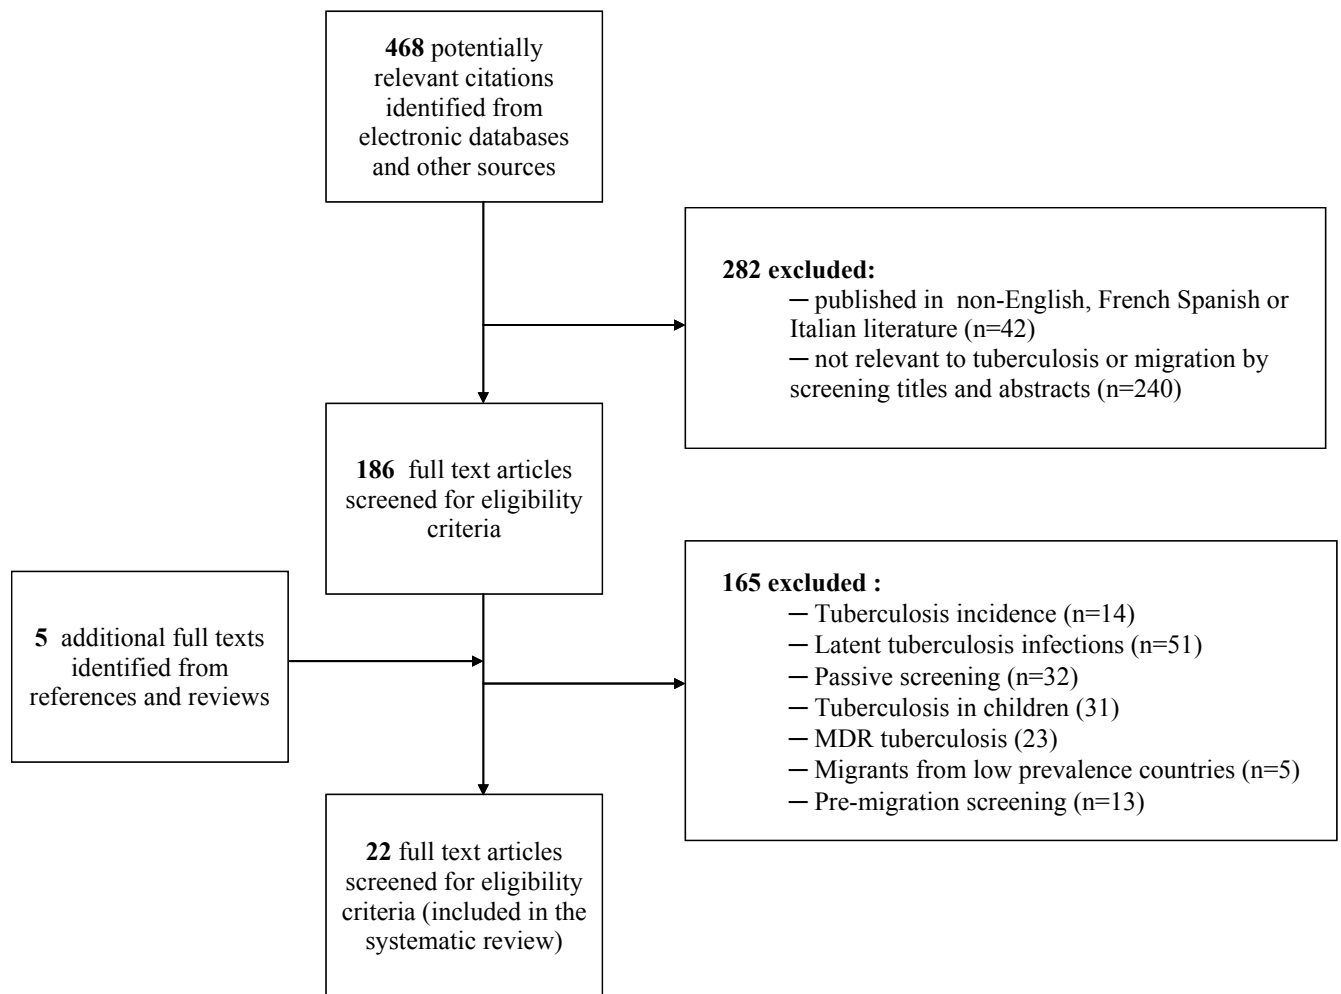 468 potentially
relevant citations
identified from
electronic databases
and other sources
282 excluded:
— published in non-English, French Spanish or
Italian literature (n=42)
— not relevant to tuberculosis or migration by
screening titles and abstracts (n=240)
186 full text articles
screened for eligibility
criteria
5 additional full texts
identified from
references and reviews
165 excluded :
— Tuberculosis incidence (n=14)
— Latent tuberculosis infections (n=51)
— Passive screening (n=32)
— Tuberculosis in children (31)
— MDR tuberculosis (23)
— Migrants from low prevalence countries (n=5)
— Pre-migration screening (n=13)
22 full text articles
screened for eligibility
criteria (included in the
systematic review)